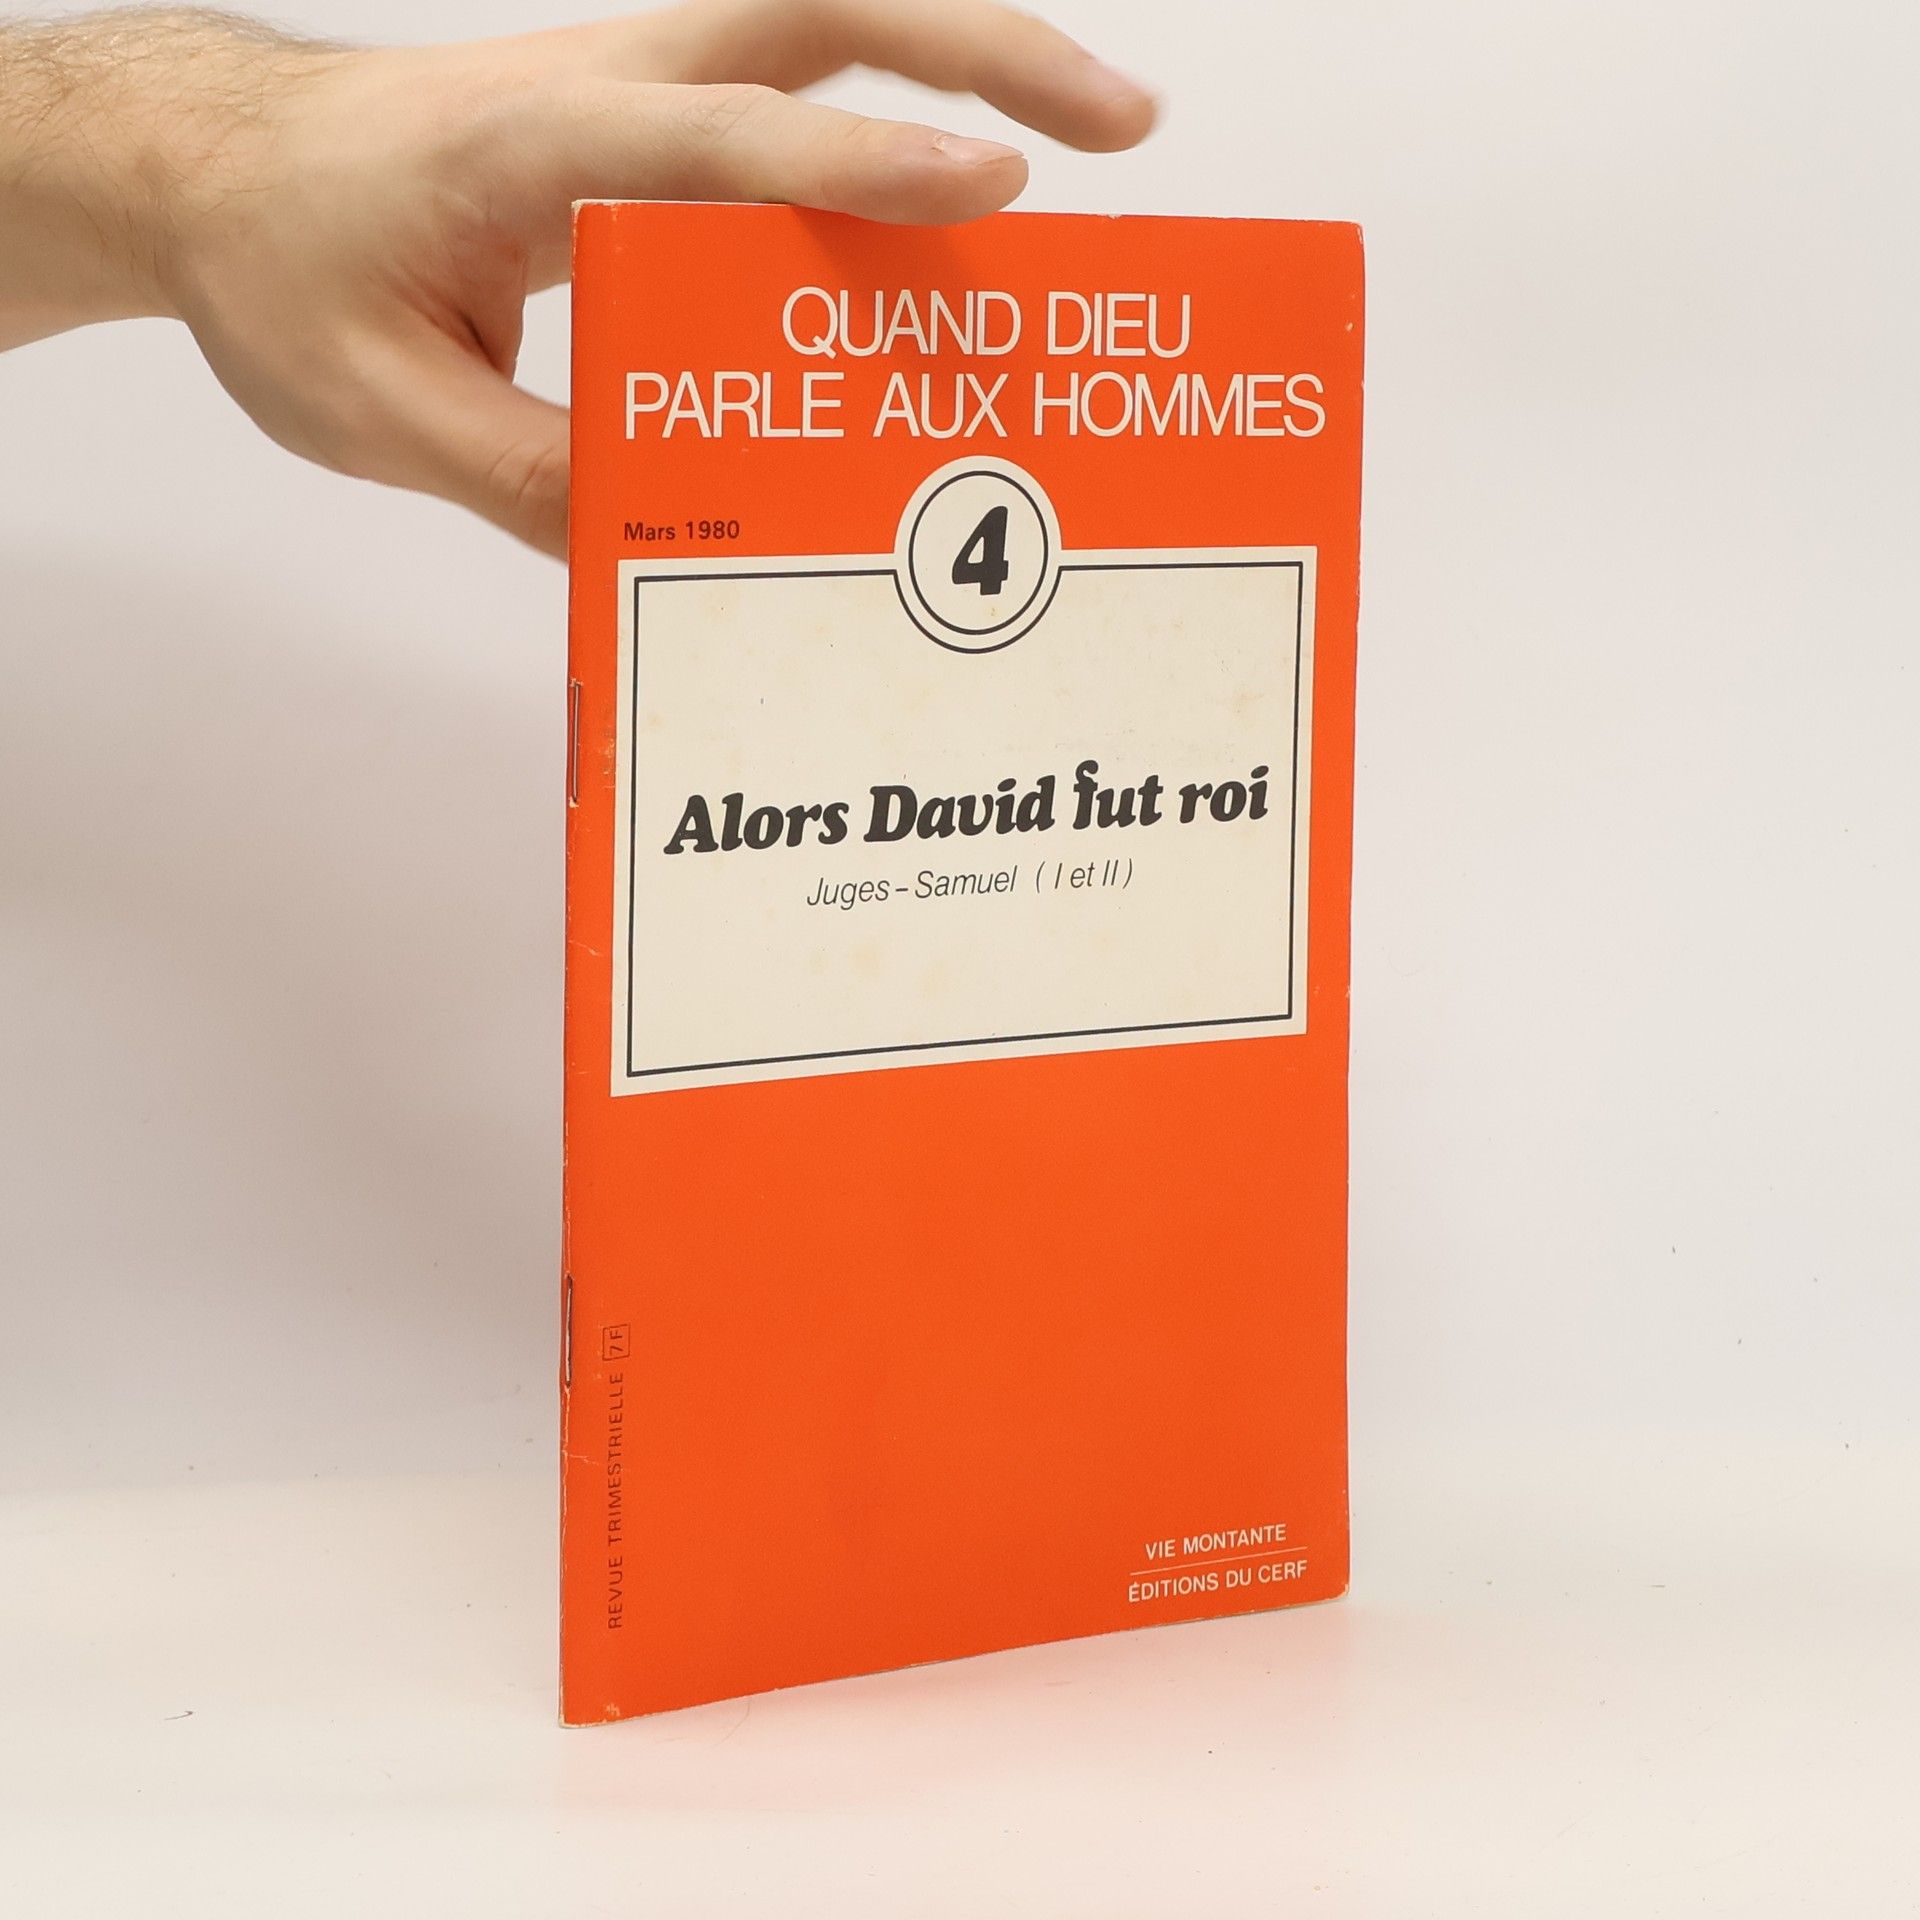 QUAND DIEU
PARLE AUX HOMMES
Mars 1980
4
Alors David fut roi
Juges – Samuel ( I et II )
REVUE TRIMESTRIELLE 7 F
VIE MONTANTE
ÉDITIONS DU CERF